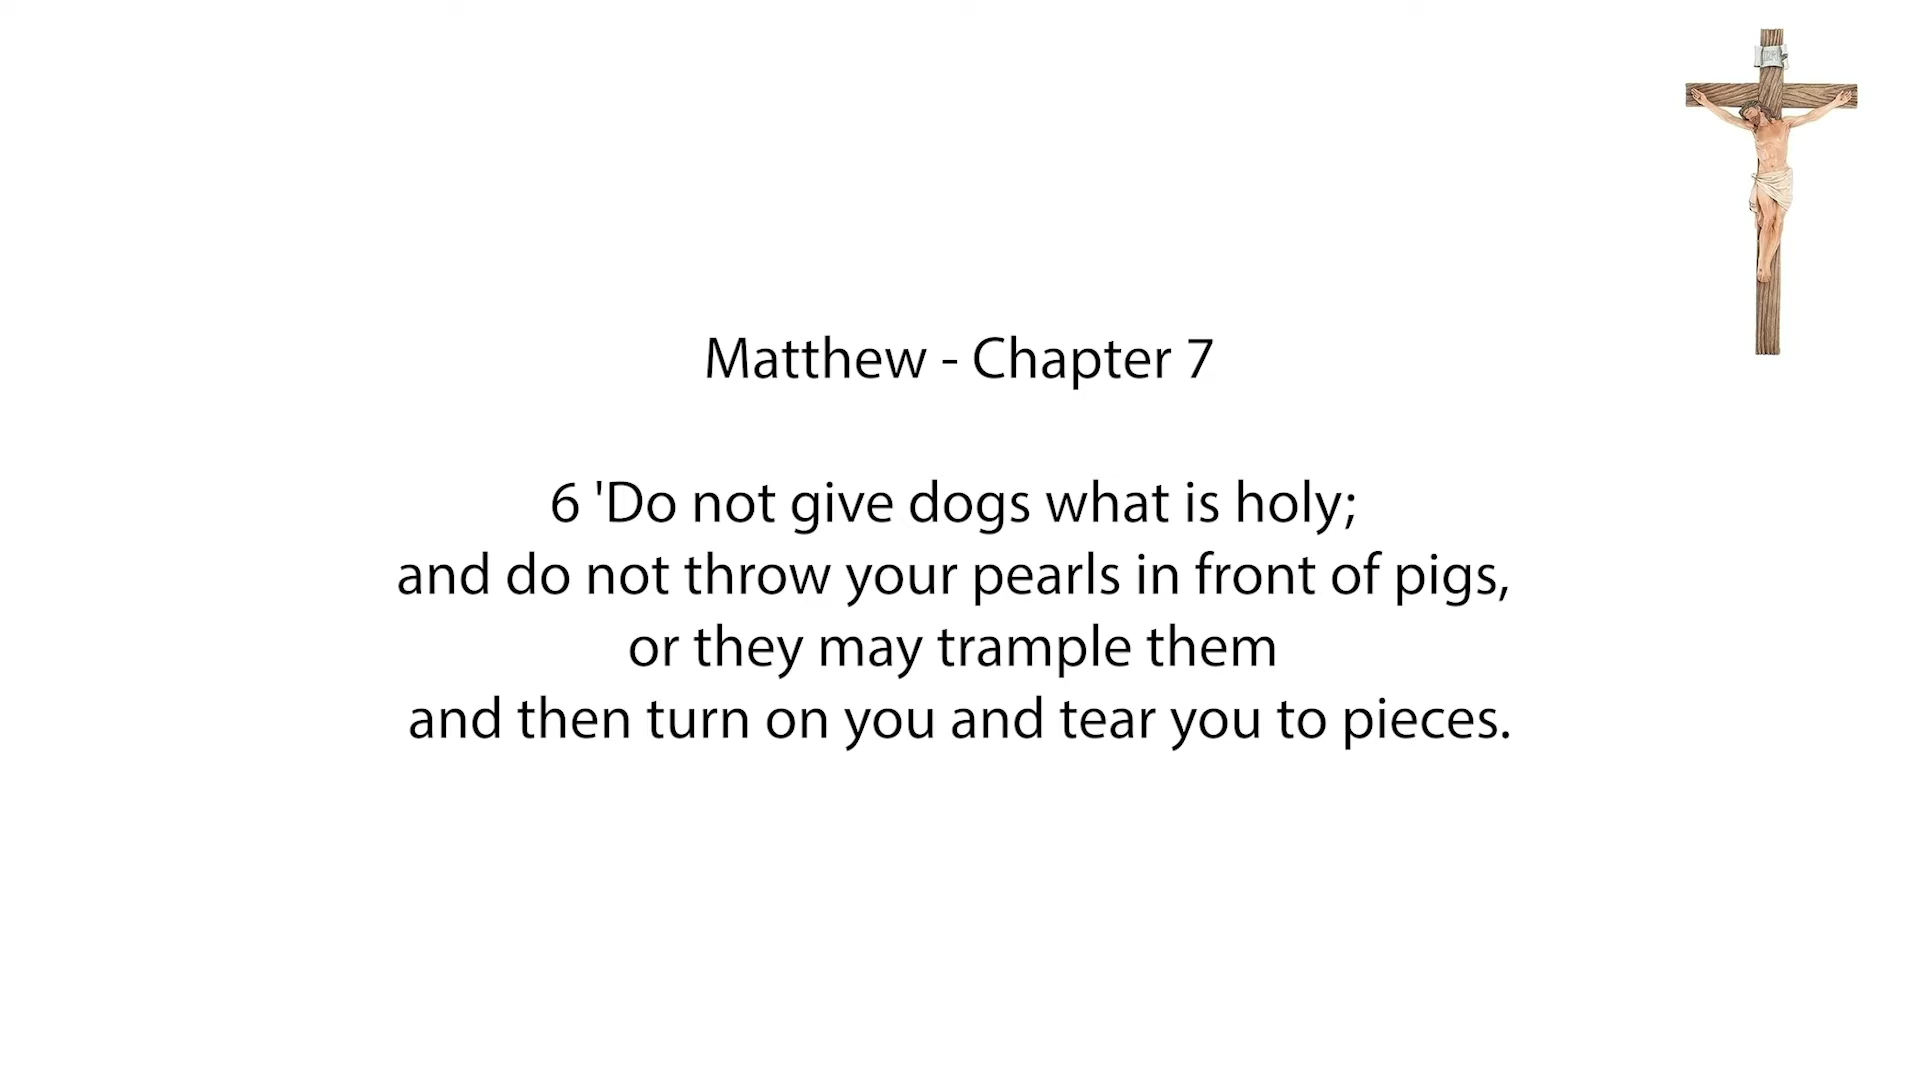 Matthew - Chapter 7
6 'Do not give dogs what is holy;
and do not throw your pearls in front of pigs,
or they may trample them
and then turn on you and tear you to pieces.